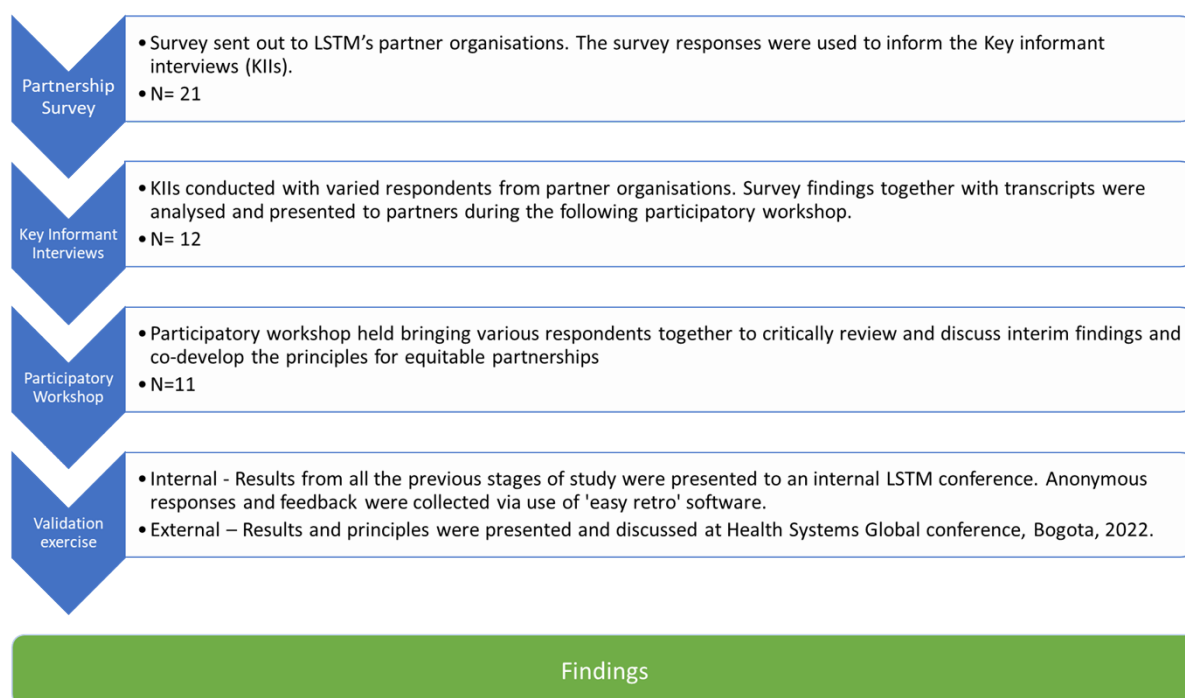 Partnership
Survey
•Survey sent out to LSTM's partner organisations. The survey responses were used to inform the Key informant
interviews (KIIs).
•N= 21
Key Informant
Interviews
•KIIs conducted with varied respondents from partner organisations. Survey findings together with transcripts were
analysed and presented to partners during the following participatory workshop.
•N= 12
Participatory
Workshop
•Participatory workshop held bringing various respondents together to critically review and discuss interim findings and
co-develop the principles for equitable partnerships
•N=11
Validation
exercise
•Internal - Results from all the previous stages of study were presented to an internal LSTM conference. Anonymous
responses and feedback were collected via use of 'easy retro' software.
•External – Results and principles were presented and discussed at Health Systems Global conference, Bogota, 2022.
Findings